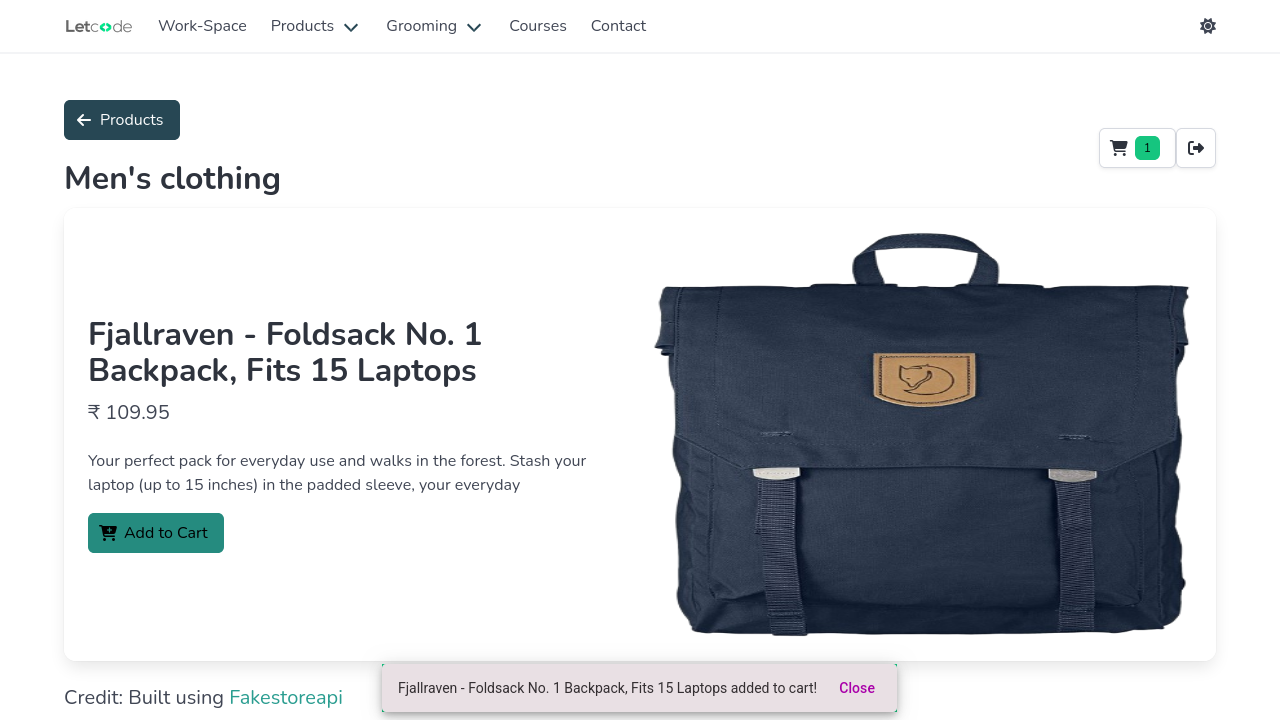 Letcode
Work-Space
Products
Grooming
Courses
Contact
Products
1
Men's clothing
Fjallraven - Foldsack No. 1
Backpack, Fits 15 Laptops
₹ 109.95
Your perfect pack for everyday use and walks in the forest. Stash your
laptop (up to 15 inches) in the padded sleeve, your everyday
Add to Cart
Credit: Built using Fakestoreapi
Fjallraven - Foldsack No. 1 Backpack, Fits 15 Laptops added to cart!
Close